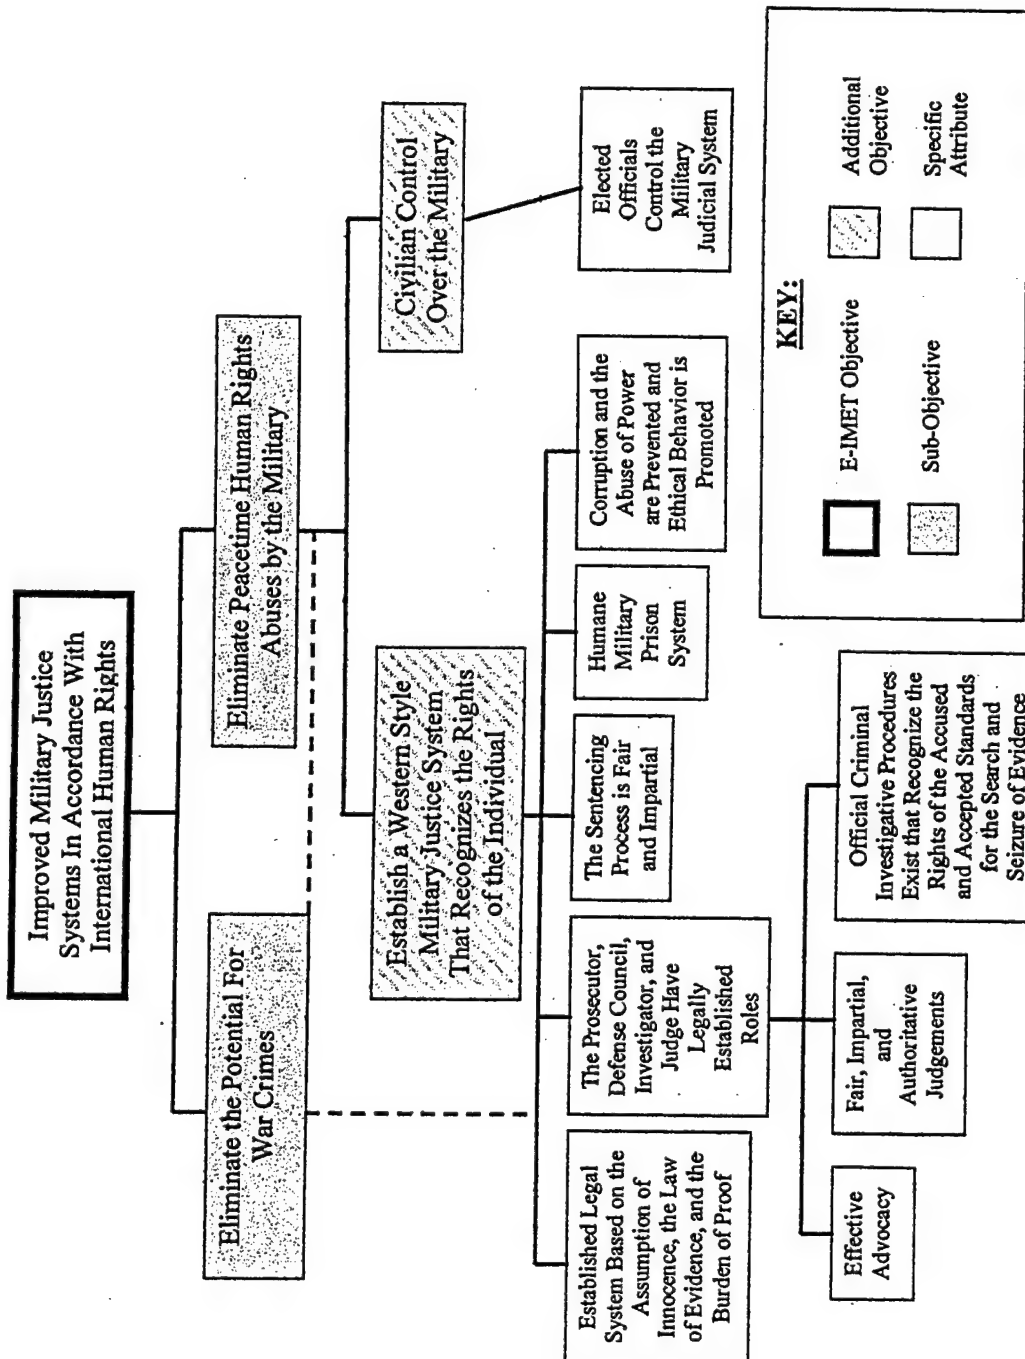 Improved Military Justice
Systems In Accordance With
International Human Rights
Eliminate the Potential For
War Crimes
Eliminate Peacetime Human Rights
Abuses by the Military
Establish a Western Style
Military Justice System
That Recognizes the Rights
of the Individual
Civilian Control
Over the Military
Established Legal
System Based on the
Assumption of
Innocence, the Law
of Evidence, and the
Burden of Proof
The Prosecutor,
Defense Council,
Investigator, and
Judge Have
Legally
Established
Roles
The Sentencing
Process is Fair
and Impartial
Humane
Military
Prison
System
Corruption and the
Abuse of Power
are Prevented and
Ethical Behavior is
Promoted
Elected
Officials
Control the
Military
Judicial System
Effective
Advocacy
Fair, Impartial,
and
Authoritative
Judgements
Official Criminal
Investigative Procedures
Exist that Recognize the
Rights of the Accused
and Accepted Standards
for the Search and
Seizure of Evidence
KEY:
E-IMET Objective
Additional
Objective
Sub-Objective
Specific
Attribute